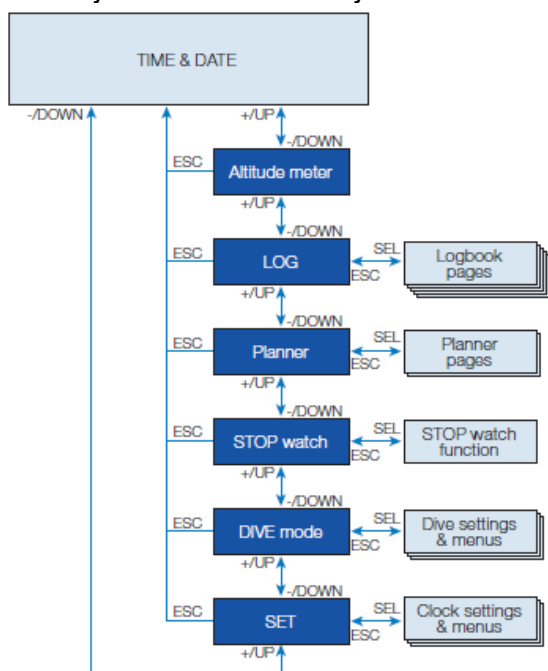 TIME & DATE
-/DOWN
+/UP
-/DOWN
ESC
Altitude meter
+/UP
-/DOWN
ESC
LOG
SEL
ESC
Logbook
pages
+/UP
-/DOWN
ESC
Planner
SEL
ESC
Planner
pages
+/UP
-/DOWN
ESC
STOP watch
SEL
ESC
STOP watch
function
+/UP
-/DOWN
ESC
DIVE mode
SEL
ESC
Dive settings
& menus
+/UP
-/DOWN
ESC
SET
SEL
ESC
Clock settings
& menus
+/UP